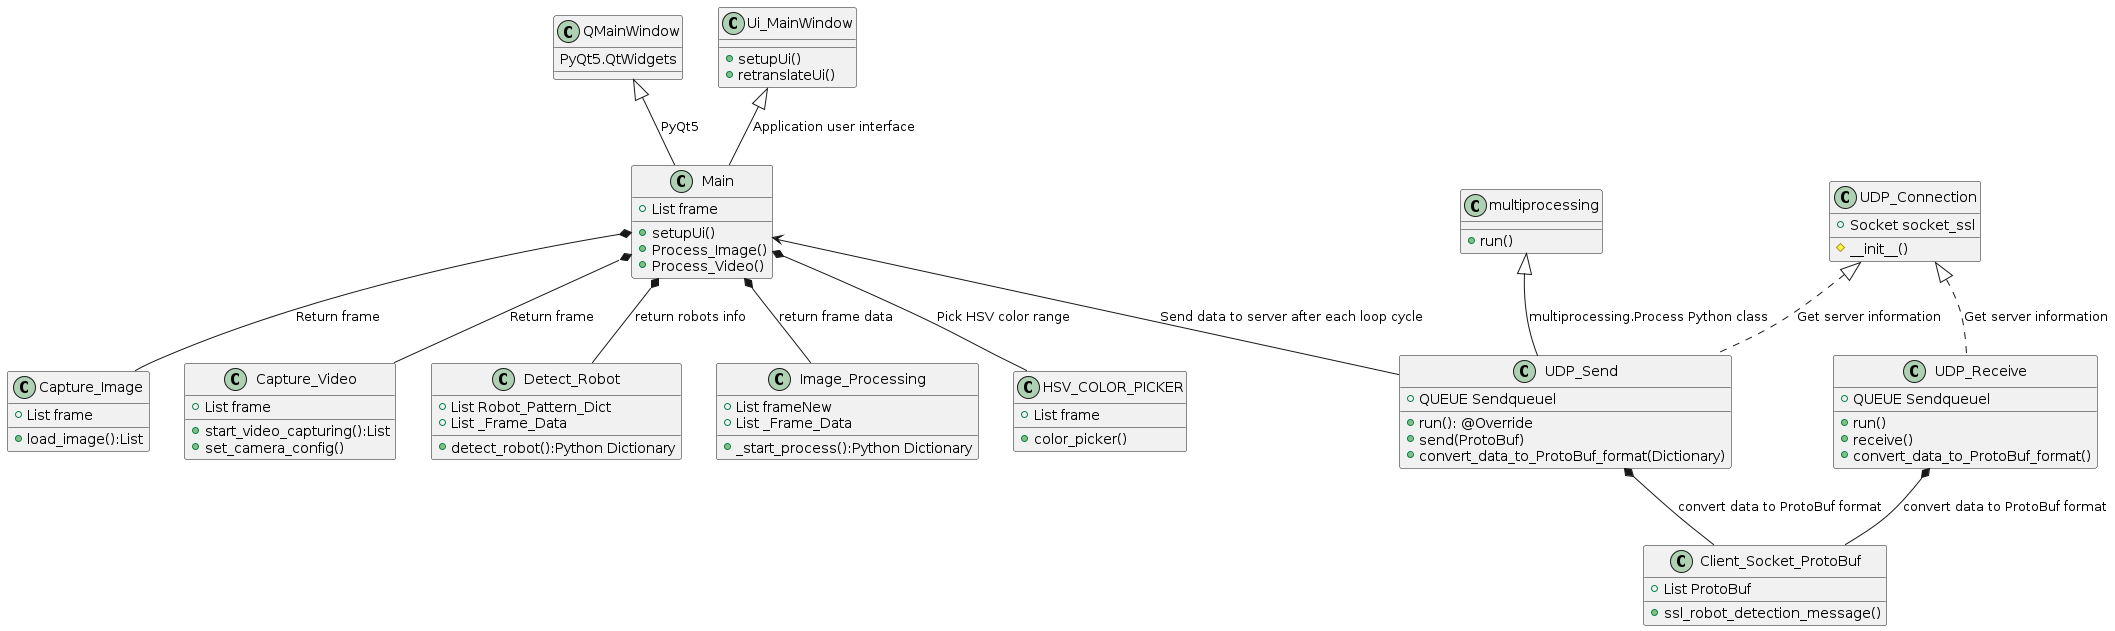 C QMainWindow
PyQt5.QtWidgets
C Ui_MainWindow
setupUi()
retranslateUi()
PyQt5
Application user interface
C Main
List frame
setupUi()
Process_Image()
Process_Video()
C multiprocessing
run()
C UDP_Connection
Socket socket_ssl
__init__()
Return frame
Return frame
return robots info
return frame data
Pick HSV color range
Send data to server after each loop cycle
multiprocessing.Process Python class
Get server information
Get server information
C Capture_Image
List frame
load_image():List
C Capture_Video
List frame
start_video_capturing():List
set_camera_config()
C Detect_Robot
List Robot_Pattern_Dict
List _Frame_Data
detect_robot():Python Dictionary
C Image_Processing
List frameNew
List _Frame_Data
_start_process():Python Dictionary
C HSV_COLOR_PICKER
List frame
color_picker()
C UDP_Send
QUEUE Sendqueuel
run(): @Override
send(ProtoBuf)
convert_data_to_ProtoBuf_format(Dictionary)
C UDP_Receive
QUEUE Sendqueuel
run()
receive()
convert_data_to_ProtoBuf_format()
convert data to ProtoBuf format
convert data to ProtoBuf format
C Client_Socket_ProtoBuf
List ProtoBuf
ssl_robot_detection_message()